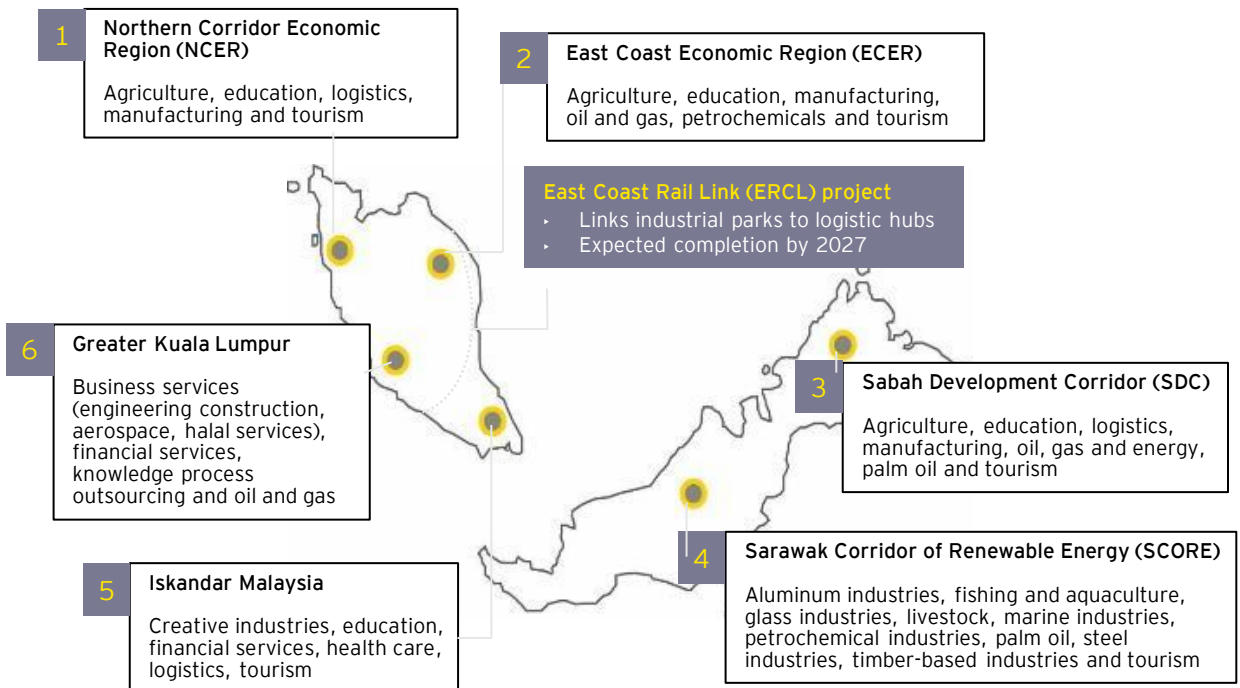 1
Northern Corridor Economic
Region (NCER)
Agriculture, education, logistics,
manufacturing and tourism
2
East Coast Economic Region (ECER)
Agriculture, education, manufacturing,
oil and gas, petrochemicals and tourism
East Coast Rail Link (ERCL) project
‣ Links industrial parks to logistic hubs
‣ Expected completion by 2027
6
Greater Kuala Lumpur
Business services
(engineering construction,
aerospace, halal services),
financial services,
knowledge process
outsourcing and oil and gas
3
Sabah Development Corridor (SDC)
Agriculture, education, logistics,
manufacturing, oil, gas and energy,
palm oil and tourism
5
Iskandar Malaysia
Creative industries, education,
financial services, health care,
logistics, tourism
4
Sarawak Corridor of Renewable Energy (SCORE)
Aluminum industries, fishing and aquaculture,
glass industries, livestock, marine industries,
petrochemical industries, palm oil, steel
industries, timber-based industries and tourism